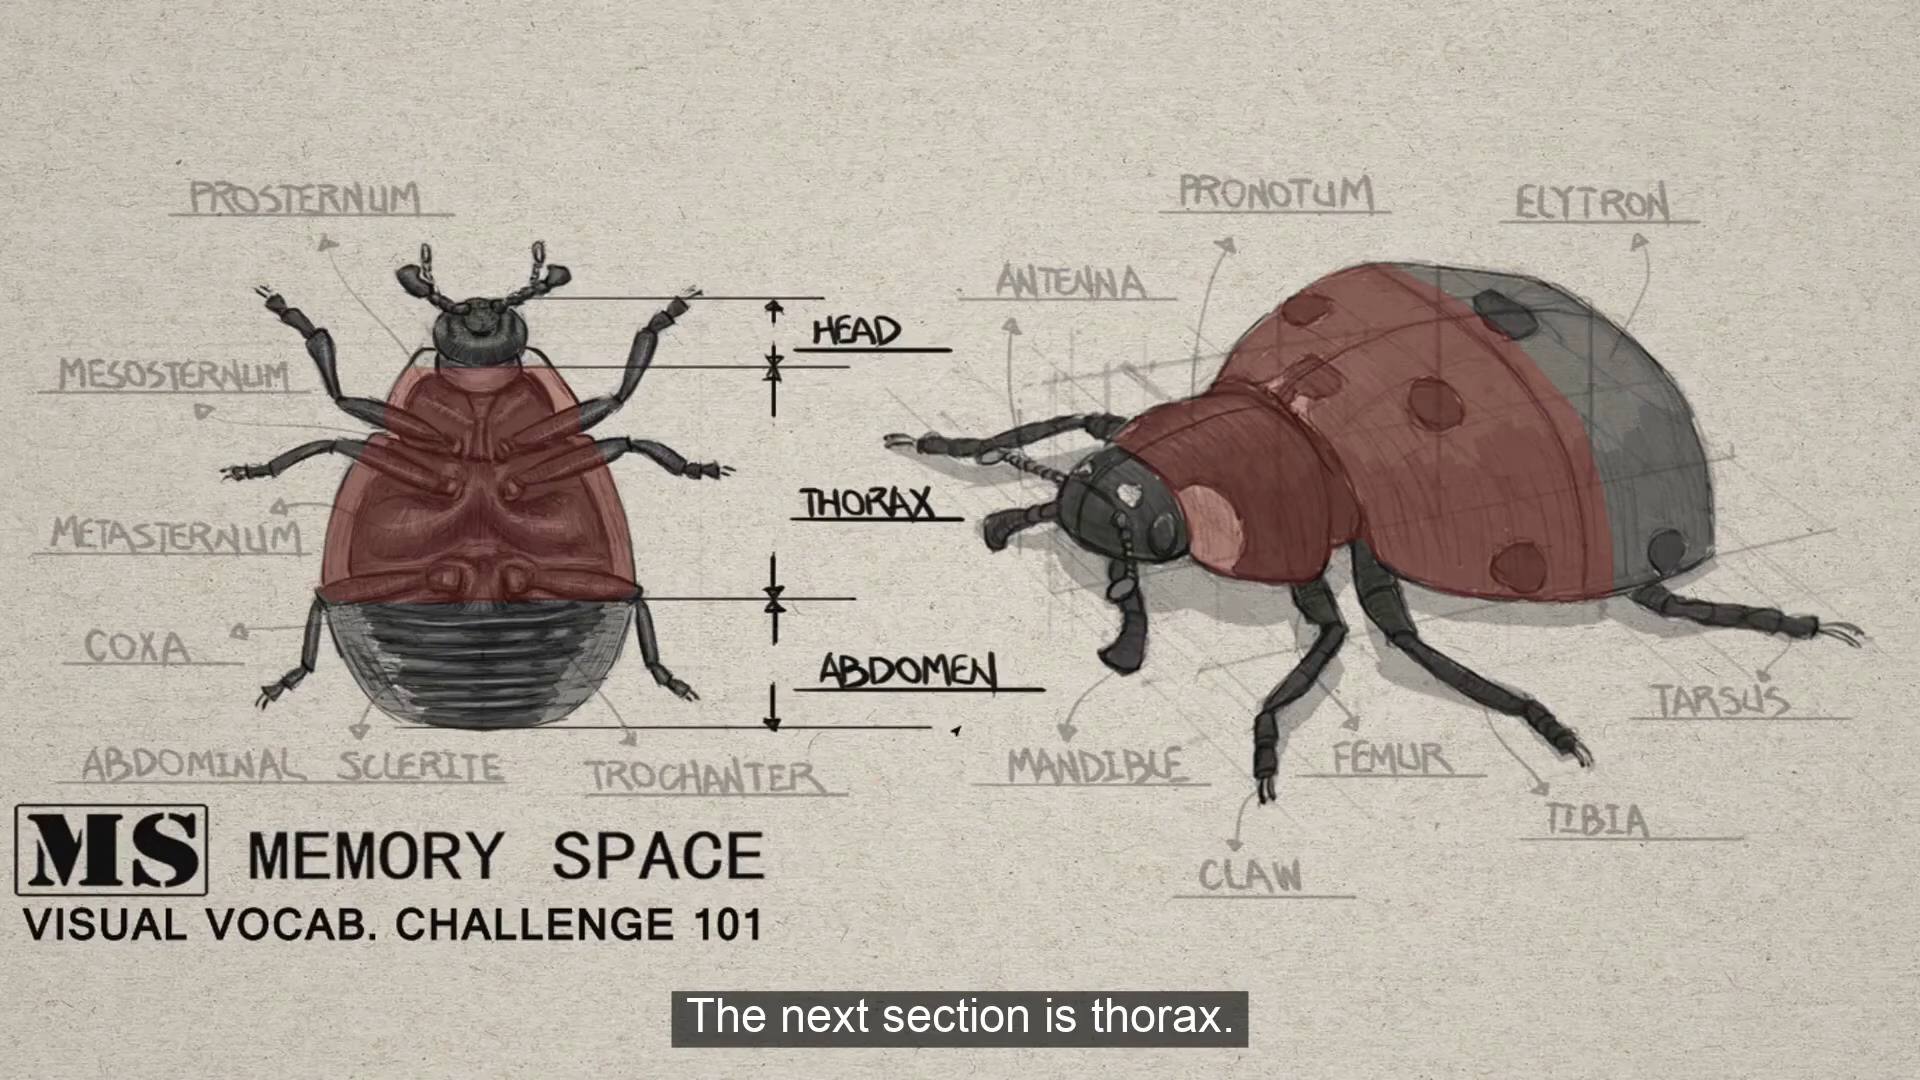 PROSTERNUM
PRONOTUM
ELYTRON
ANTENNA
HEAD
MESOSTERNUM
THORAX
METASTERNUM
COXA
ABDOMEN
TARSUS
ABDOMINAL SCLERITE
TROCHANTER
MANDIBLE
FEMUR
TIBIA
CLAW
MS MEMORY SPACE
VISUAL VOCAB. CHALLENGE 101
The next section is thorax.